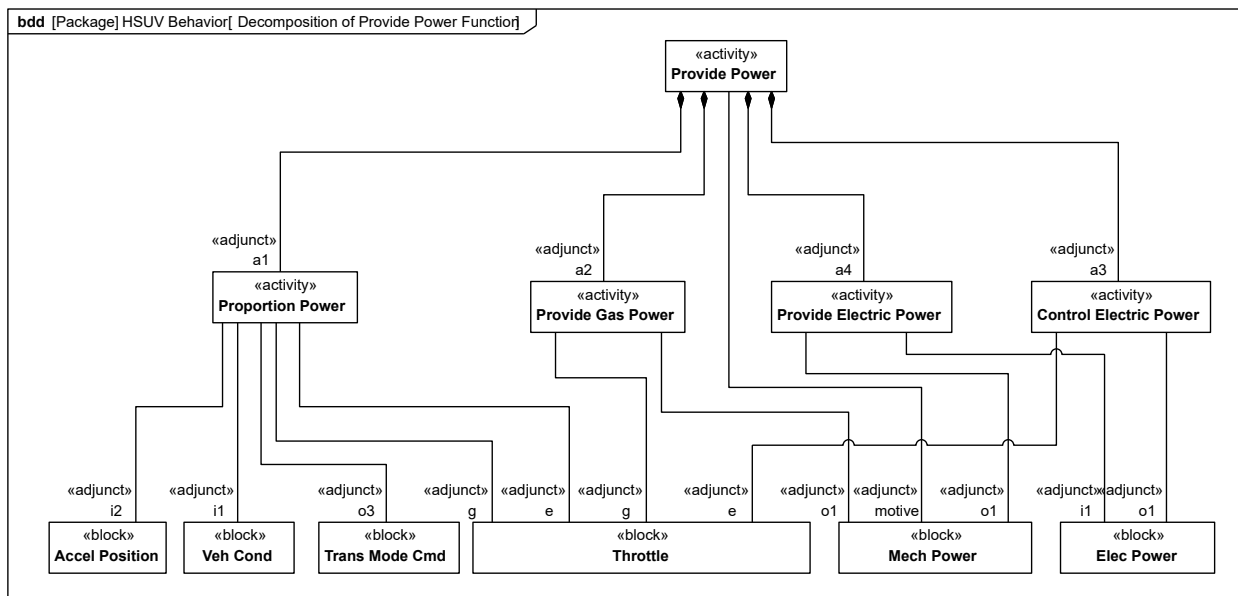 bdd [Package] HSUV Behavior[ Decomposition of Provide Power Function]
«activity»
Provide Power
«adjunct»
a1
«adjunct»
a2
«adjunct»
a4
«adjunct»
a3
«activity»
Proportion Power
«activity»
Provide Gas Power
«activity»
Provide Electric Power
«activity»
Control Electric Power
«adjunct»
i2
«adjunct»
i1
«adjunct»
o3
«adjunct»
g
«adjunct»
e
«adjunct»
g
«adjunct»
e
«adjunct»
o1
«adjunct»
motive
«adjunct»
o1
«adjunct»
i1
«adjunct»
o1
«block»
Accel Position
«block»
Veh Cond
«block»
Trans Mode Cmd
«block»
Throttle
«block»
Mech Power
«block»
Elec Power